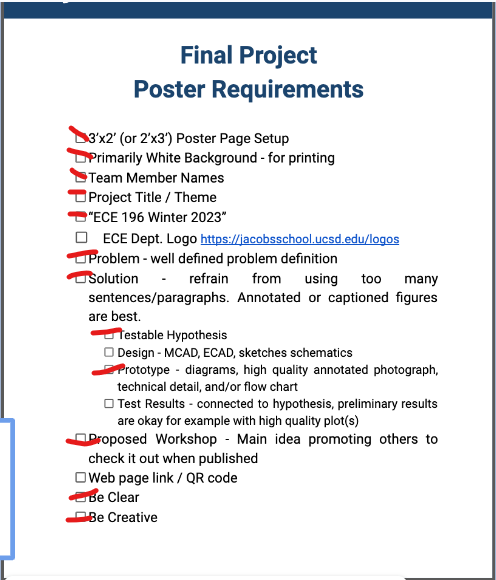 Final Project
Poster Requirements
3'x2' (or 2'x3') Poster Page Setup
Primarily White Background - for printing
Team Member Names
Project Title / Theme
“ECE 196 Winter 2023”
ECE Dept. Logo https://jacobsschool.ucsd.edu/logos
Problem - well defined problem definition
Solution - refrain from using too many
sentences/paragraphs. Annotated or captioned figures
are best.
Testable Hypothesis
Design - MCAD, ECAD, sketches schematics
Prototype - diagrams, high quality annotated photograph,
technical detail, and/or flow chart
Test Results - connected to hypothesis, preliminary results
are okay for example with high quality plot(s)
Proposed Workshop - Main idea promoting others to
check it out when published
Web page link / QR code
Be Clear
Be Creative